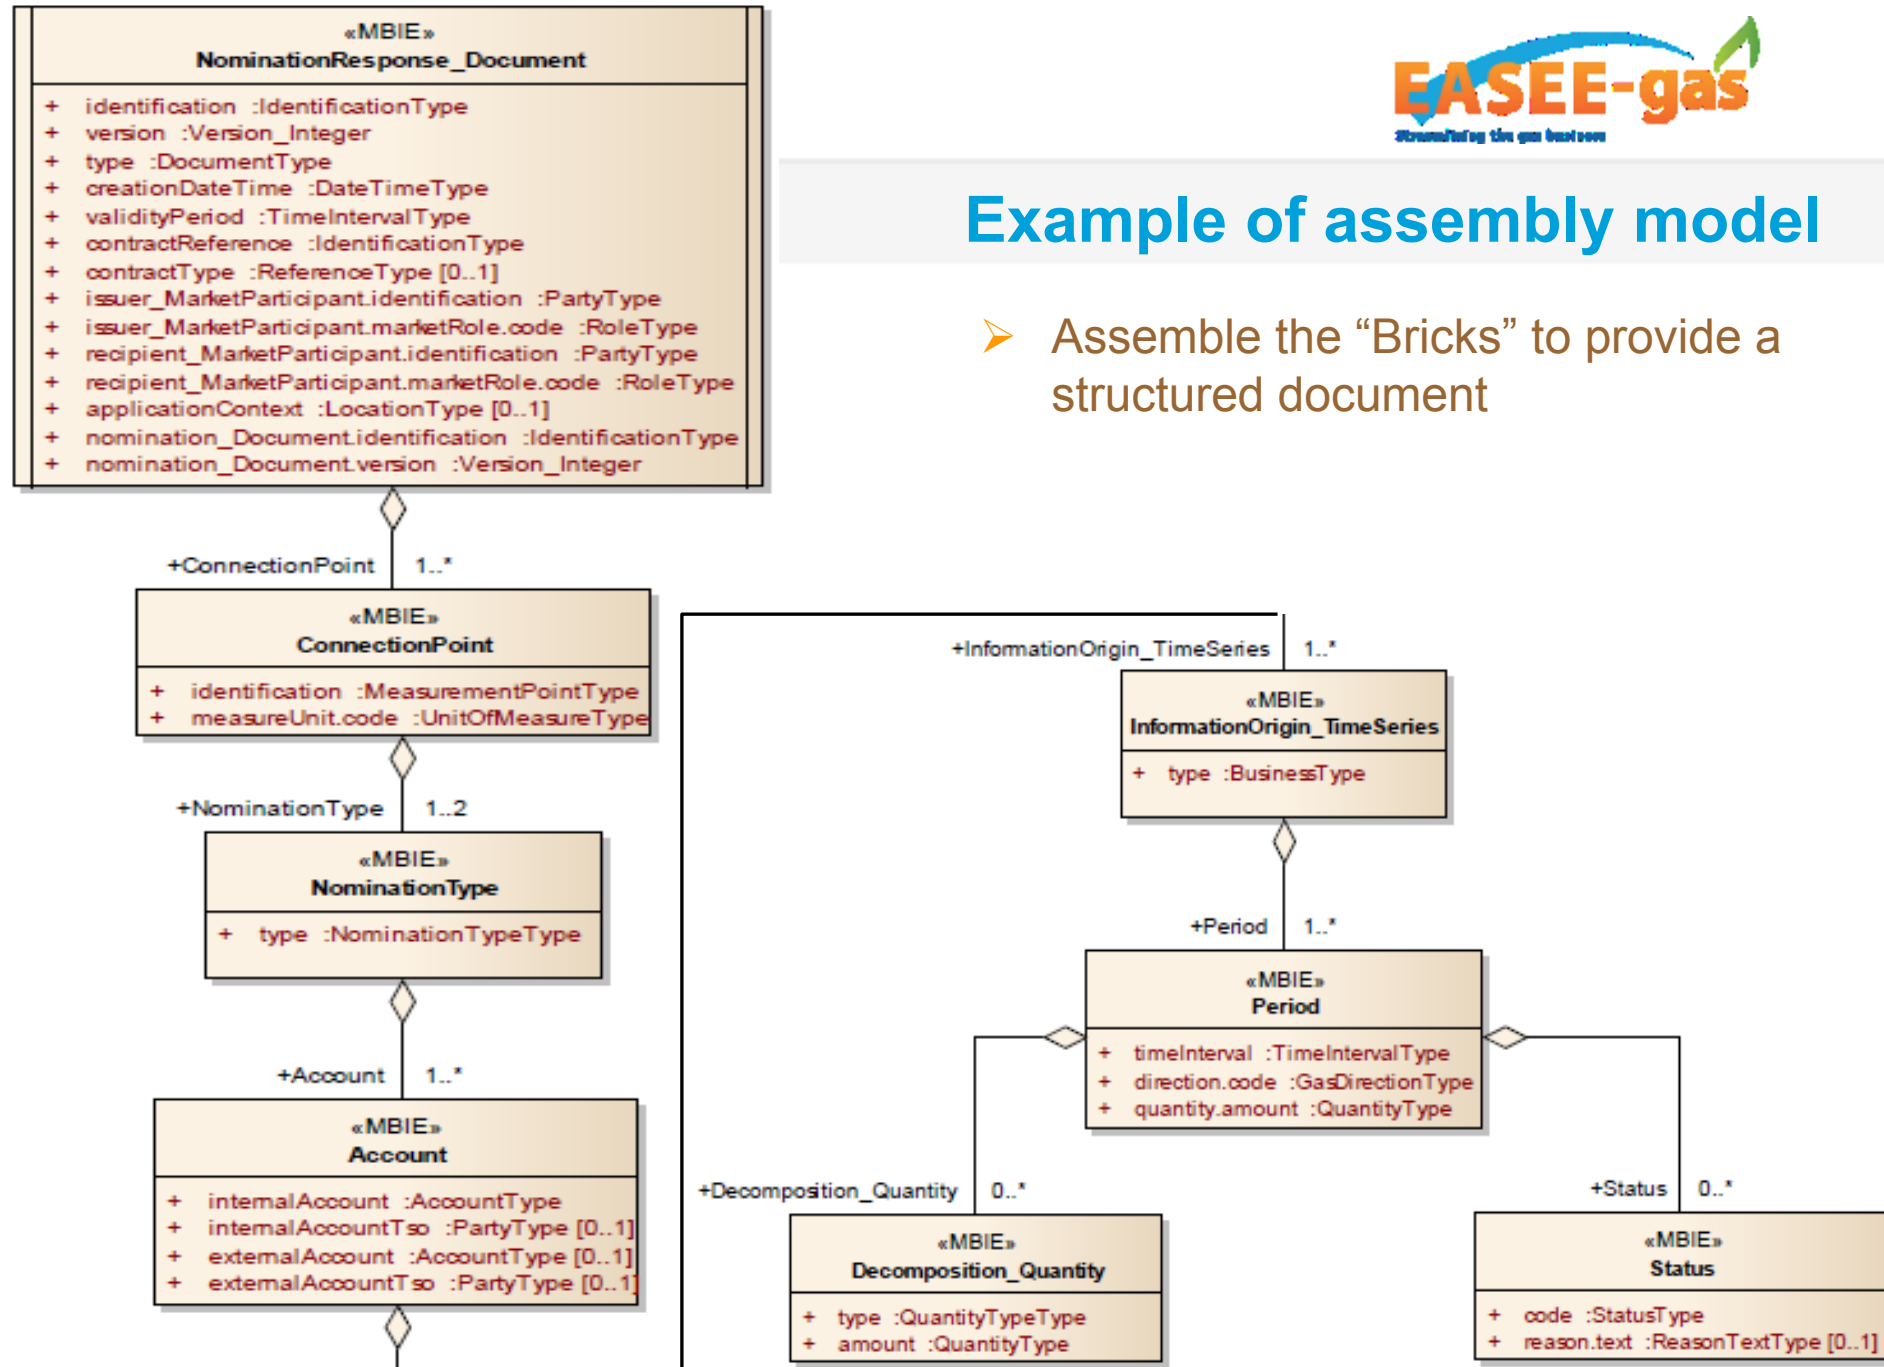 «MBIE»
NominationResponse_Document
+ identification :IdentificationType
+ version :Version_Integer
+ type :DocumentType
+ creationDateTime :DateTimeType
+ validityPeriod :TimeIntervalType
+ contractReference :IdentificationType
+ contractType :ReferenceType [0..1]
+ issuer_MarketParticipant.identification :PartyType
+ issuer_MarketParticipant.marketRole.code :RoleType
+ recipient_MarketParticipant.identification :PartyType
+ recipient_MarketParticipant.marketRole.code :RoleType
+ applicationContext :LocationType [0..1]
+ nomination_Document.identification :IdentificationType
+ nomination_Document.version :Version_Integer
EASEE-gas
Streamlining the gas business
Example of assembly model
➢ Assemble the “Bricks” to provide a
structured document
+ConnectionPoint 1..*
«MBIE»
ConnectionPoint
+ identification :MeasurementPointType
+ measureUnit.code :UnitOfMeasureType
+NominationType 1..2
«MBIE»
NominationType
+ type :NominationTypeType
+Account 1..*
«MBIE»
Account
+ internalAccount :AccountType
+ internalAccountTso :PartyType [0..1]
+ externalAccount :AccountType [0..1]
+ externalAccountTso :PartyType [0..1]
+InformationOrigin_TimeSeries 1..*
«MBIE»
InformationOrigin_TimeSeries
+ type :BusinessType
+Period 1..*
«MBIE»
Period
+ timeInterval :TimeIntervalType
+ direction.code :GasDirectionType
+ quantity.amount :QuantityType
+Decomposition_Quantity 0..*
«MBIE»
Decomposition_Quantity
+ type :QuantityTypeType
+ amount :QuantityType
+Status 0..*
«MBIE»
Status
+ code :StatusType
+ reason.text :ReasonTextType [0..1]